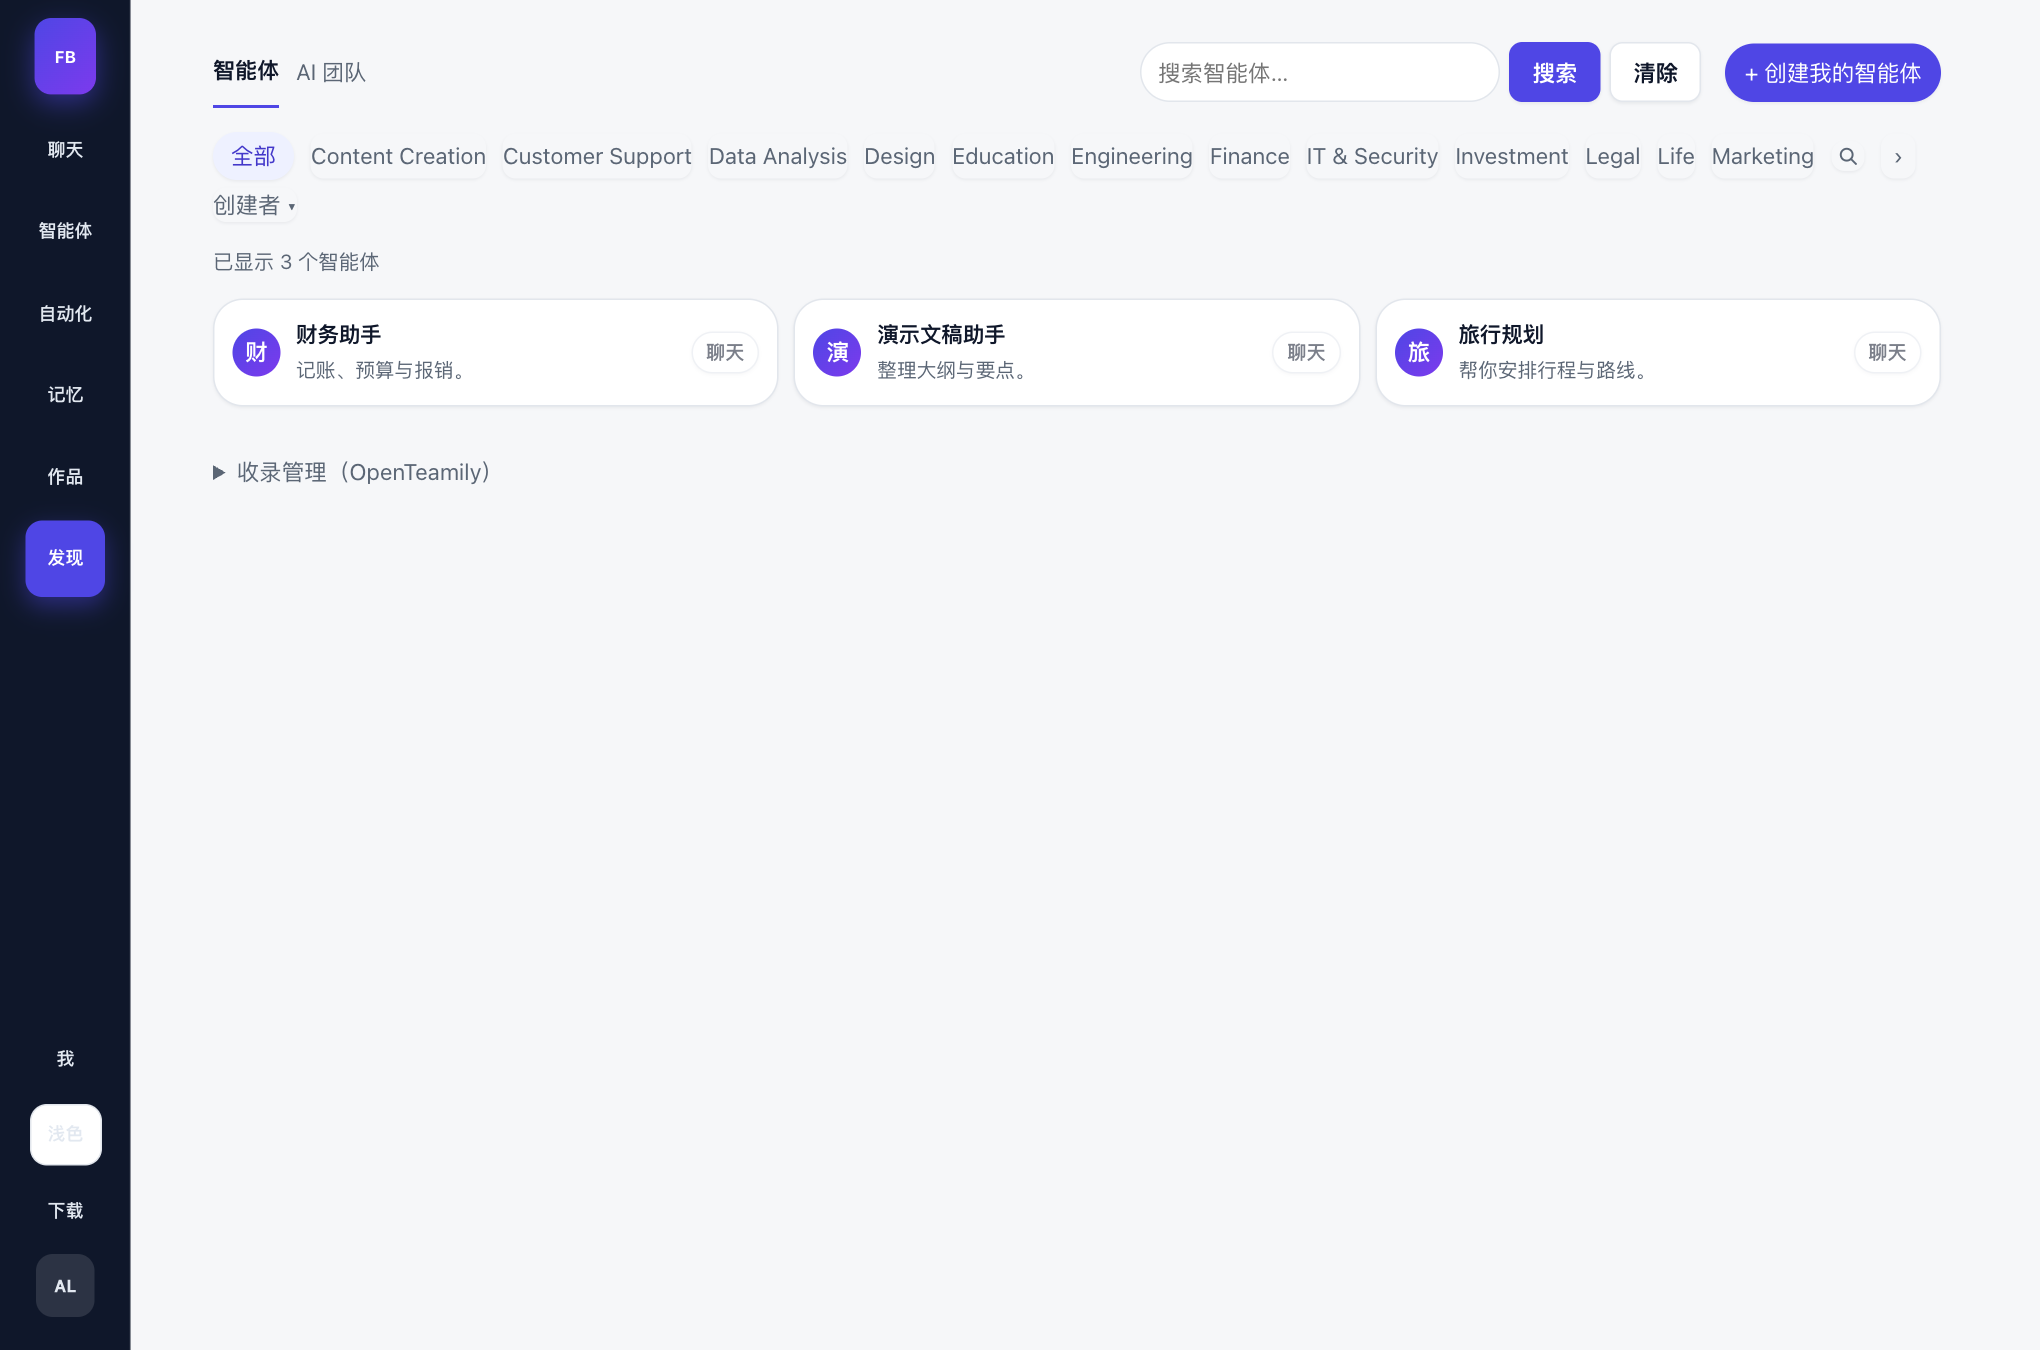 FB
聊天
智能体
自动化
记忆
作品
发现
我
浅色
下载
AL
智能体 AI 团队
搜索智能体... 搜索 清除 + 创建我的智能体
全部 Content Creation Customer Support Data Analysis Design Education Engineering Finance IT & Security Investment Legal Life Marketing ›
创建者 ▾
已显示 3 个智能体
财 财务助手
记账、预算与报销。
聊天
演 演示文稿助手
整理大纲与要点。
聊天
旅 旅行规划
帮你安排行程与路线。
聊天
▶ 收录管理（OpenTeamily）